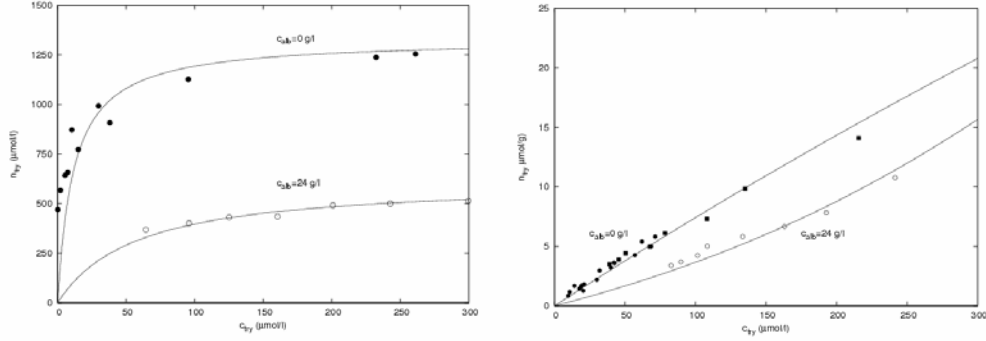 1500
1250
1000
750
500
250
0
n_try (μmol/l)
c_alb=0 g/l
c_alb=24 g/l
0 50 100 150 200 250 300
c_try (μmol/l)
25
20
15
10
5
0
n_try (μmol/g)
c_alb=0 g/l
c_alb=24 g/l
0 50 100 150 200 250 300
c_try (μmol/l)